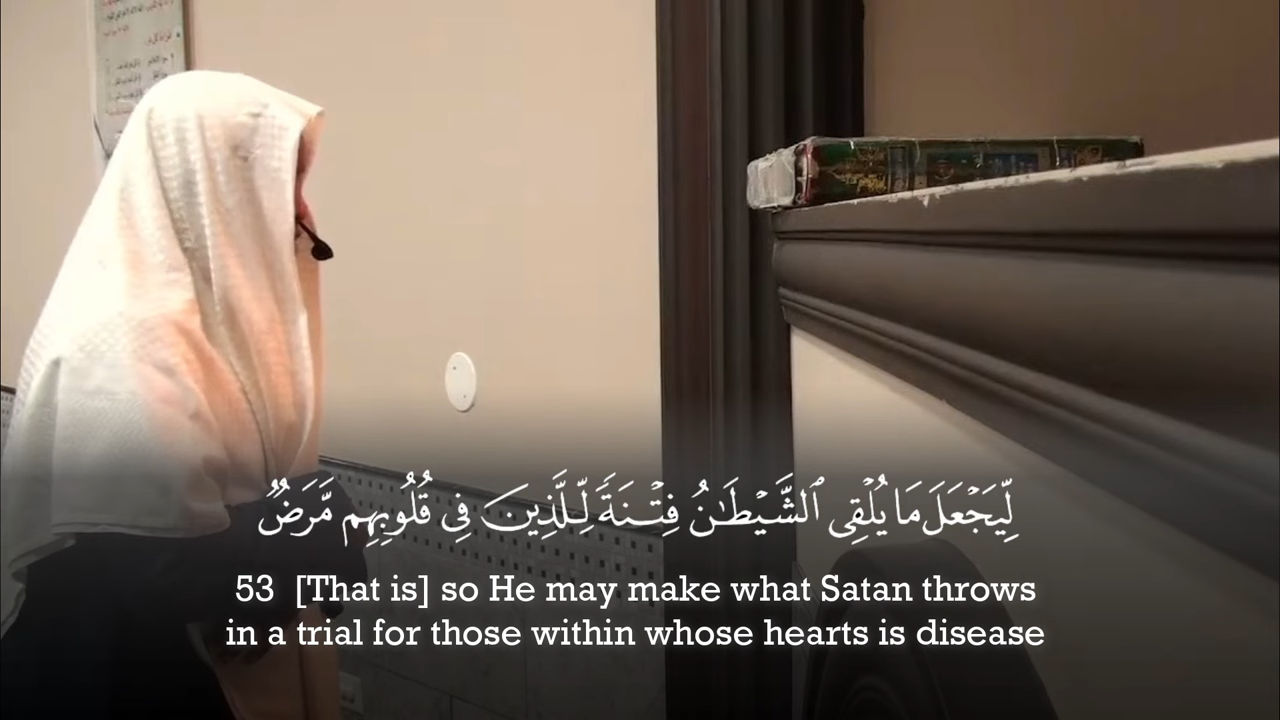 لِّيَجْعَلَ مَا يُلْقِى ٱلشَّيْطَـٰنُ فِتْنَةً لِّلَّذِينَ فِى قُلُوبِهِم مَّرَضٌ
53 [That is] so He may make what Satan throws
in a trial for those within whose hearts is disease